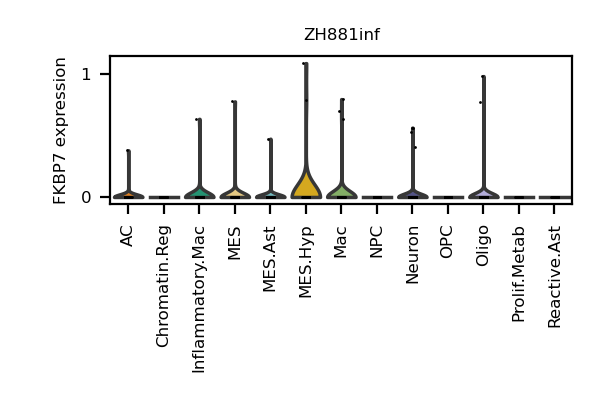 ZH881inf
FKBP7 expression
1
0
AC
Chromatin.Reg
Inflammatory.Mac
MES
MES.Ast
MES.Hyp
Mac
NPC
Neuron
OPC
Oligo
Prolif.Metab
Reactive.Ast